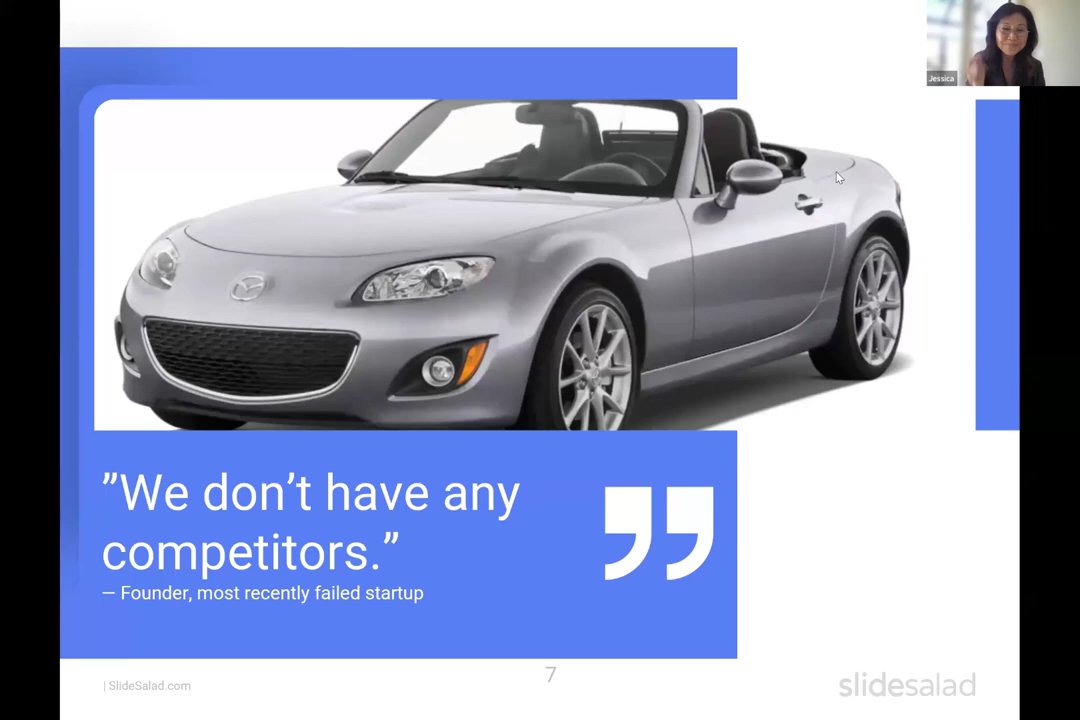 Jessica
”We don’t have any
competitors.”
— Founder, most recently failed startup
| SlideSalad.com
7
slidesalad